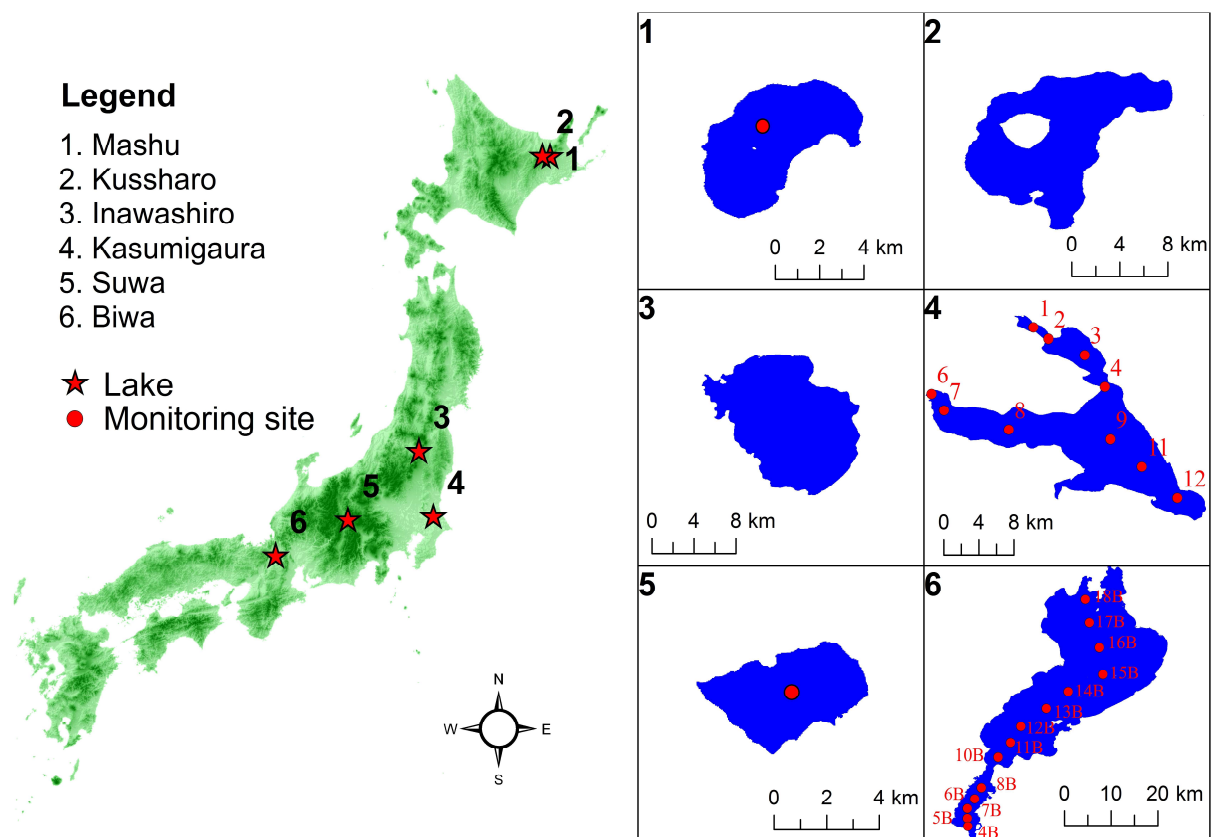 Legend
1. Mashu
2. Kussharo
3. Inawashiro
4. Kasumigaura
5. Suwa
6. Biwa
Lake
Monitoring site
2
1
3
4
5
6
N
W
E
S
1
0 2 4 km
2
0 4 8 km
3
0 4 8 km
4
1
2
3
4
6
7
8
9
11
12
0 4 8 km
5
0 2 4 km
6
18B
17B
16B
15B
14B
13B
12B
11B
10B
8B
6B
7B
5B
4B
0 10 20 km